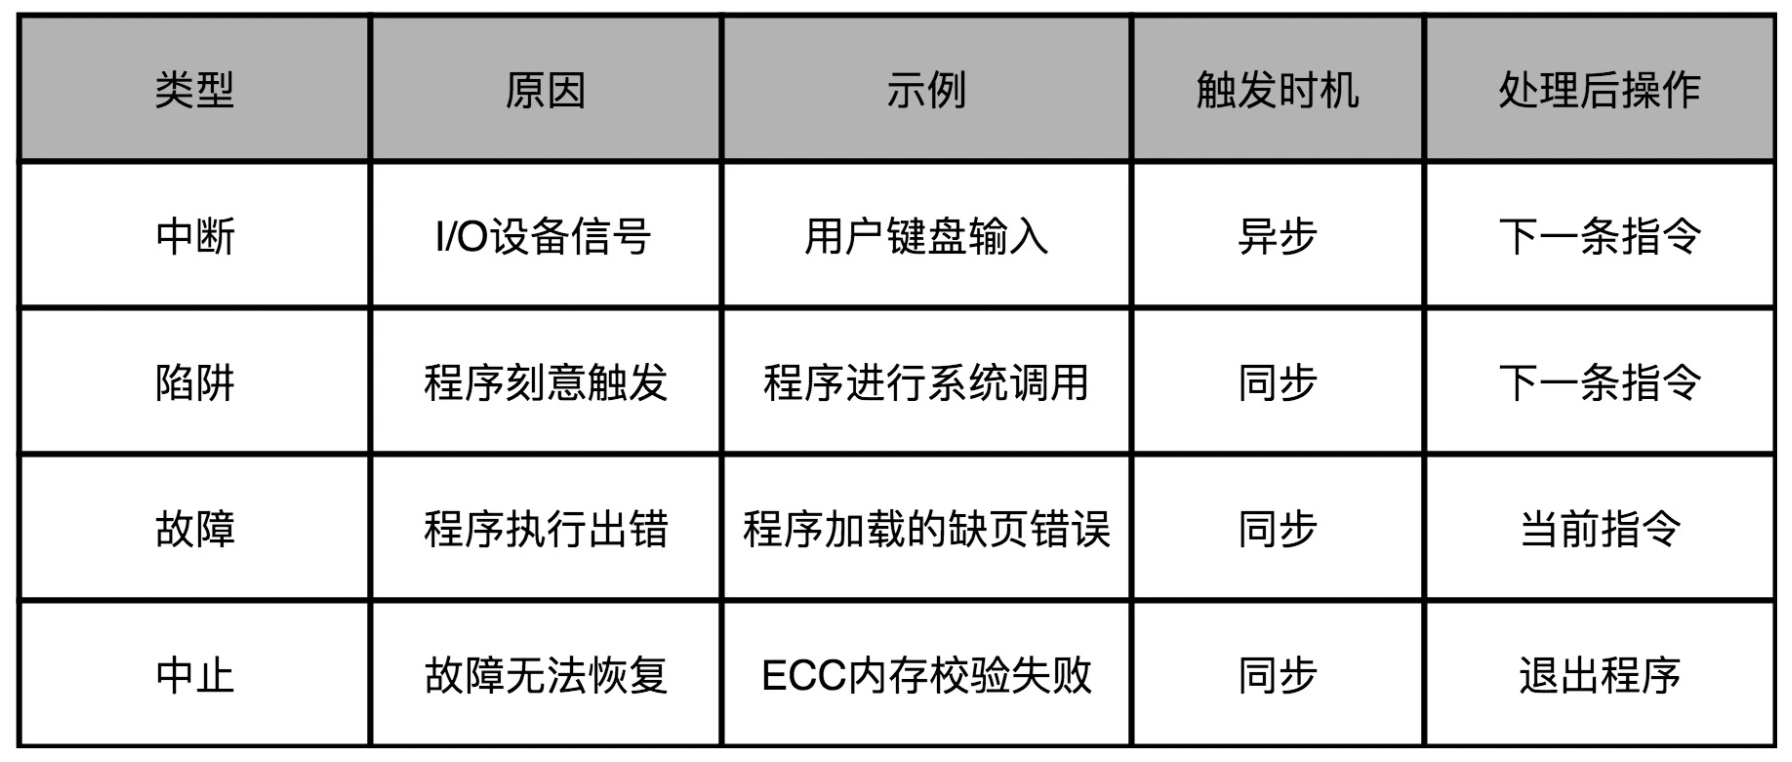 类型 原因 示例 触发时机 处理后操作
中断 I/O设备信号 用户键盘输入 异步 下一条指令
陷阱 程序刻意触发 程序进行系统调用 同步 下一条指令
故障 程序执行出错 程序加载的缺页错误 同步 当前指令
中止 故障无法恢复 ECC内存校验失败 同步 退出程序